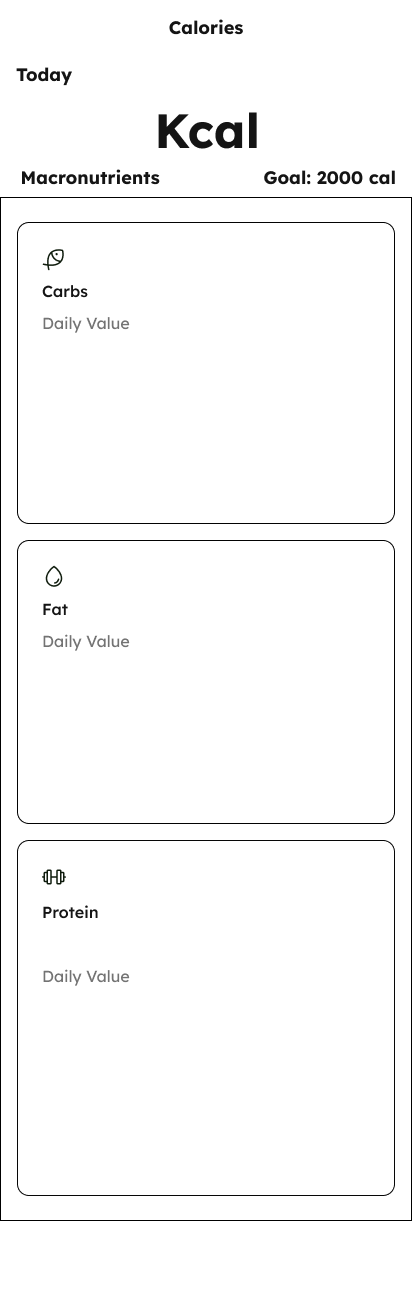 Calories
Today
Kcal
Macronutrients Goal: 2000 cal
Carbs
Daily Value
Fat
Daily Value
Protein
Daily Value